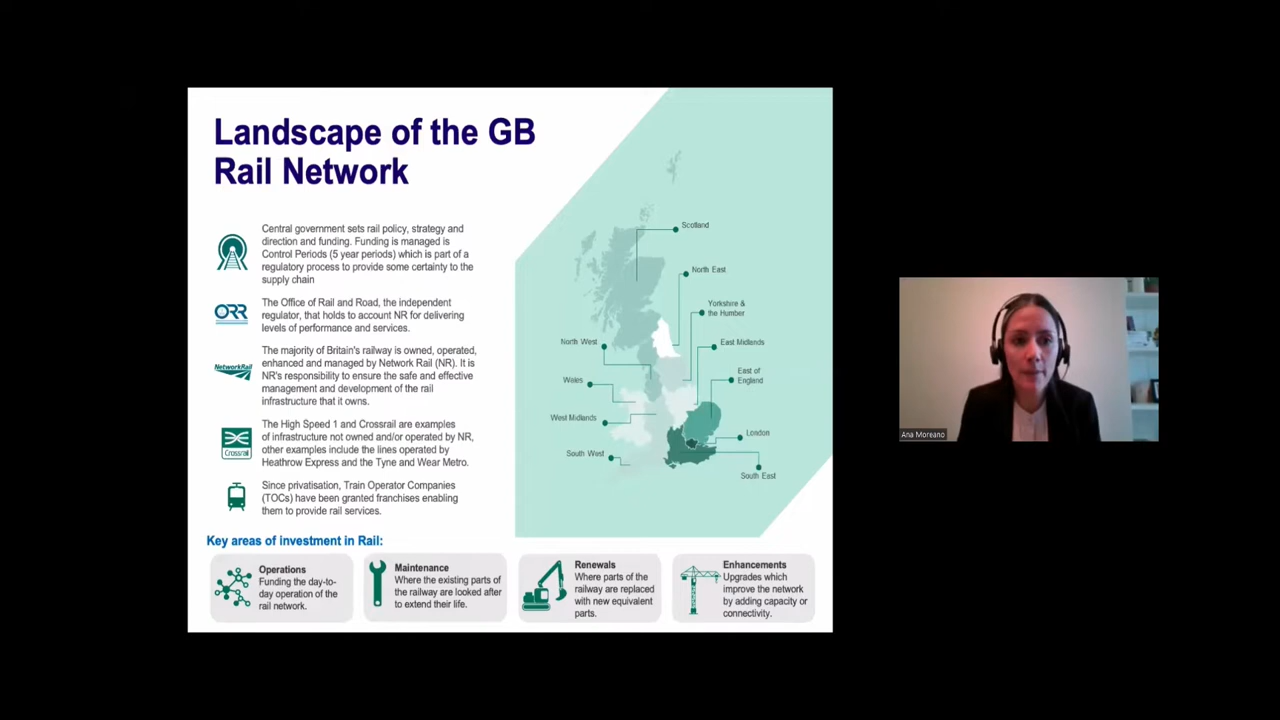 Landscape of the GB
Rail Network
Central government sets rail policy, strategy and
direction and funding. Funding is managed is
Control Periods (5 year periods) which is part of a
regulatory process to provide some certainty to the
supply chain
ORR
The Office of Rail and Road, the independent
regulator, that holds to account NR for delivering
levels of performance and services.
NetworkRail
The majority of Britain's railway is owned, operated,
enhanced and managed by Network Rail (NR). It is
NR's responsibility to ensure the safe and effective
management and development of the rail
infrastructure that it owns.
Crossrail
The High Speed 1 and Crossrail are examples
of infrastructure not owned and/or operated by NR,
other examples include the lines operated by
Heathrow Express and the Tyne and Wear Metro.
Since privatisation, Train Operator Companies
(TOCs) have been granted franchises enabling
them to provide rail services.
Scotland
North East
Yorkshire &
the Humber
North West
East Midlands
East of
England
Wales
West Midlands
London
South West
South East
Key areas of investment in Rail:
Operations
Funding the day-to-
day operation of the
rail network.
Maintenance
Where the existing parts of
the railway are looked after
to extend their life.
Renewals
Where parts of the
railway are replaced
with new equivalent
parts.
Enhancements
Upgrades which
improve the network
by adding capacity or
connectivity.
Ana Moreano